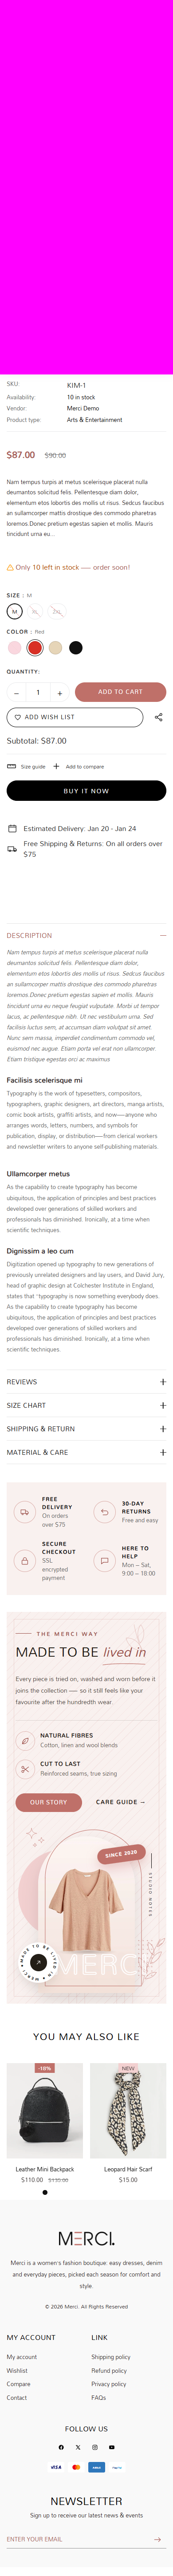 SKU: KIM-1
Availability: 10 in stock
Vendor: Merci Demo
Product type: Arts & Entertainment
$87.00 $90.00
Nam tempus turpis at metus scelerisque placerat nulla
deumantos solicitud felis. Pellentesque diam dolor,
elementum etos lobortis des mollis ut risus. Sedcus faucibus
an sullamcorper mattis drostique des commodo pharetras
loremos.Donec pretium egestas sapien et mollis. Mauris
tincidunt urna eu...
Only 10 left in stock — order soon!
SIZE : M
M
COLOR : Red
QUANTITY:
− 1 + ADD TO CART
ADD WISH LIST
Subtotal: $87.00
Size guide Add to compare
BUY IT NOW
Estimated Delivery: Jan 20 - Jan 24
Free Shipping & Returns: On all orders over
$75
DESCRIPTION
Nam tempus turpis at metus scelerisque placerat nulla
deumantos solicitud felis. Pellentesque diam dolor,
elementum etos lobortis des mollis ut risus. Sedcus faucibus
an sullamcorper mattis drostique des commodo pharetras
loremos.Donec pretium egestas sapien et mollis. Mauris
tincidunt urna eu neque feugiat vulputate. Morbi ut tempor
lacus, ac pellentesque nibh. Ut nec vestibulum urna. Sed
facilisis luctus sem, at accumsan diam volutpat sit amet.
Nunc sem massa, imperdiet condimentum commodo vel,
euismod nec augue. Etiam porta vel erat non ullamcorper.
Etiam tristique egestas orci ac maximus
Facilisis scelerisque mi
Typography is the work of typesetters, compositors,
typographers, graphic designers, art directors, manga artists,
comic book artists, graffiti artists, and now—anyone who
arranges words, letters, numbers, and symbols for
publication, display, or distribution—from clerical workers
and newsletter writers to anyone self-publishing materials.
Ullamcorper metus
As the capability to create typography has become
ubiquitous, the application of principles and best practices
developed over generations of skilled workers and
professionals has diminished. Ironically, at a time when
scientific techniques.
Dignissim a leo cum
Digitization opened up typography to new generations of
previously unrelated designers and lay users, and David Jury,
head of graphic design at Colchester Institute in England,
states that "typography is now something everybody does.
As the capability to create typography has become
ubiquitous, the application of principles and best practices
developed over generations of skilled workers and
professionals has diminished. Ironically, at a time when
scientific techniques.
REVIEWS
SIZE CHART
SHIPPING & RETURN
MATERIAL & CARE
FREE
DELIVERY
On orders
over $75
30-DAY
RETURNS
Free and easy
SECURE
CHECKOUT
SSL
encrypted
payment
HERE TO
HELP
Mon – Sat,
9:00 – 18:00
THE MERCI WAY
MADE TO BE lived in
Every piece is tried on, washed and worn before it
joins the collection — so it still feels like your
favourite after the hundredth wear.
NATURAL FIBRES
Cotton, linen and wool blends
CUT TO LAST
Reinforced seams, true sizing
OUR STORY CARE GUIDE →
SINCE 2020
STUDIO NOTES
MADE TO BE LIVED IN
MERCI
MERCI
YOU MAY ALSO LIKE
-18%
NEW
Leather Mini Backpack
$110.00
Leopard Hair Scarf
$15.00
MERCI.
Merci is a women's fashion boutique: easy dresses, denim
and everyday pieces, picked each season for comfort and
style.
© 2026 Merci. All Rights Reserved
MY ACCOUNT
My account
Wishlist
Compare
Contact
LINK
Shipping policy
Refund policy
Privacy policy
FAQs
FOLLOW US
VISA
PayPal
NEWSLETTER
Sign up to receive our latest news & events
ENTER YOUR EMAIL